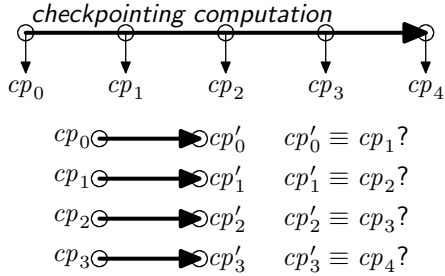 checkpointing computation
cp₀ cp₁ cp₂ cp₃ cp₄
cp₀ cp′₀ cp′₀ ≡ cp₁?
cp₁ cp′₁ cp′₁ ≡ cp₂?
cp₂ cp′₂ cp′₂ ≡ cp₃?
cp₃ cp′₃ cp′₃ ≡ cp₄?